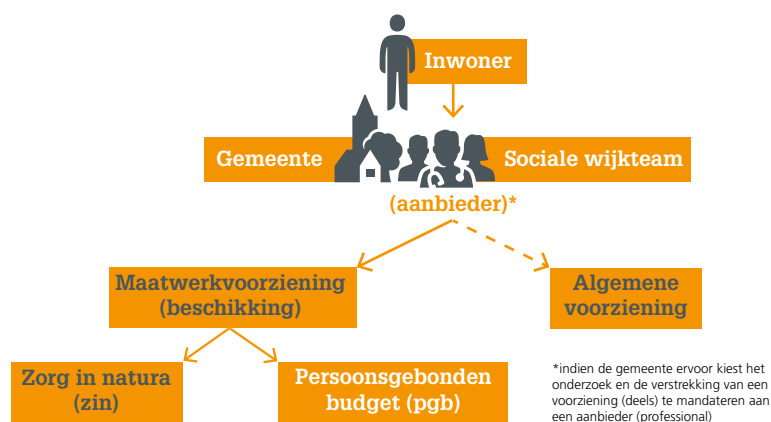 Inwoner
Gemeente
Sociale wijkteam
(aanbieder)*
Maatwerkvoorziening
(beschikking)
Algemene
voorziening
Zorg in natura
(zin)
Persoonsgebonden
budget (pgb)
*indien de gemeente ervoor kiest het
onderzoek en de verstrekking van een
voorziening (deels) te mandateren aan
een aanbieder (professional)